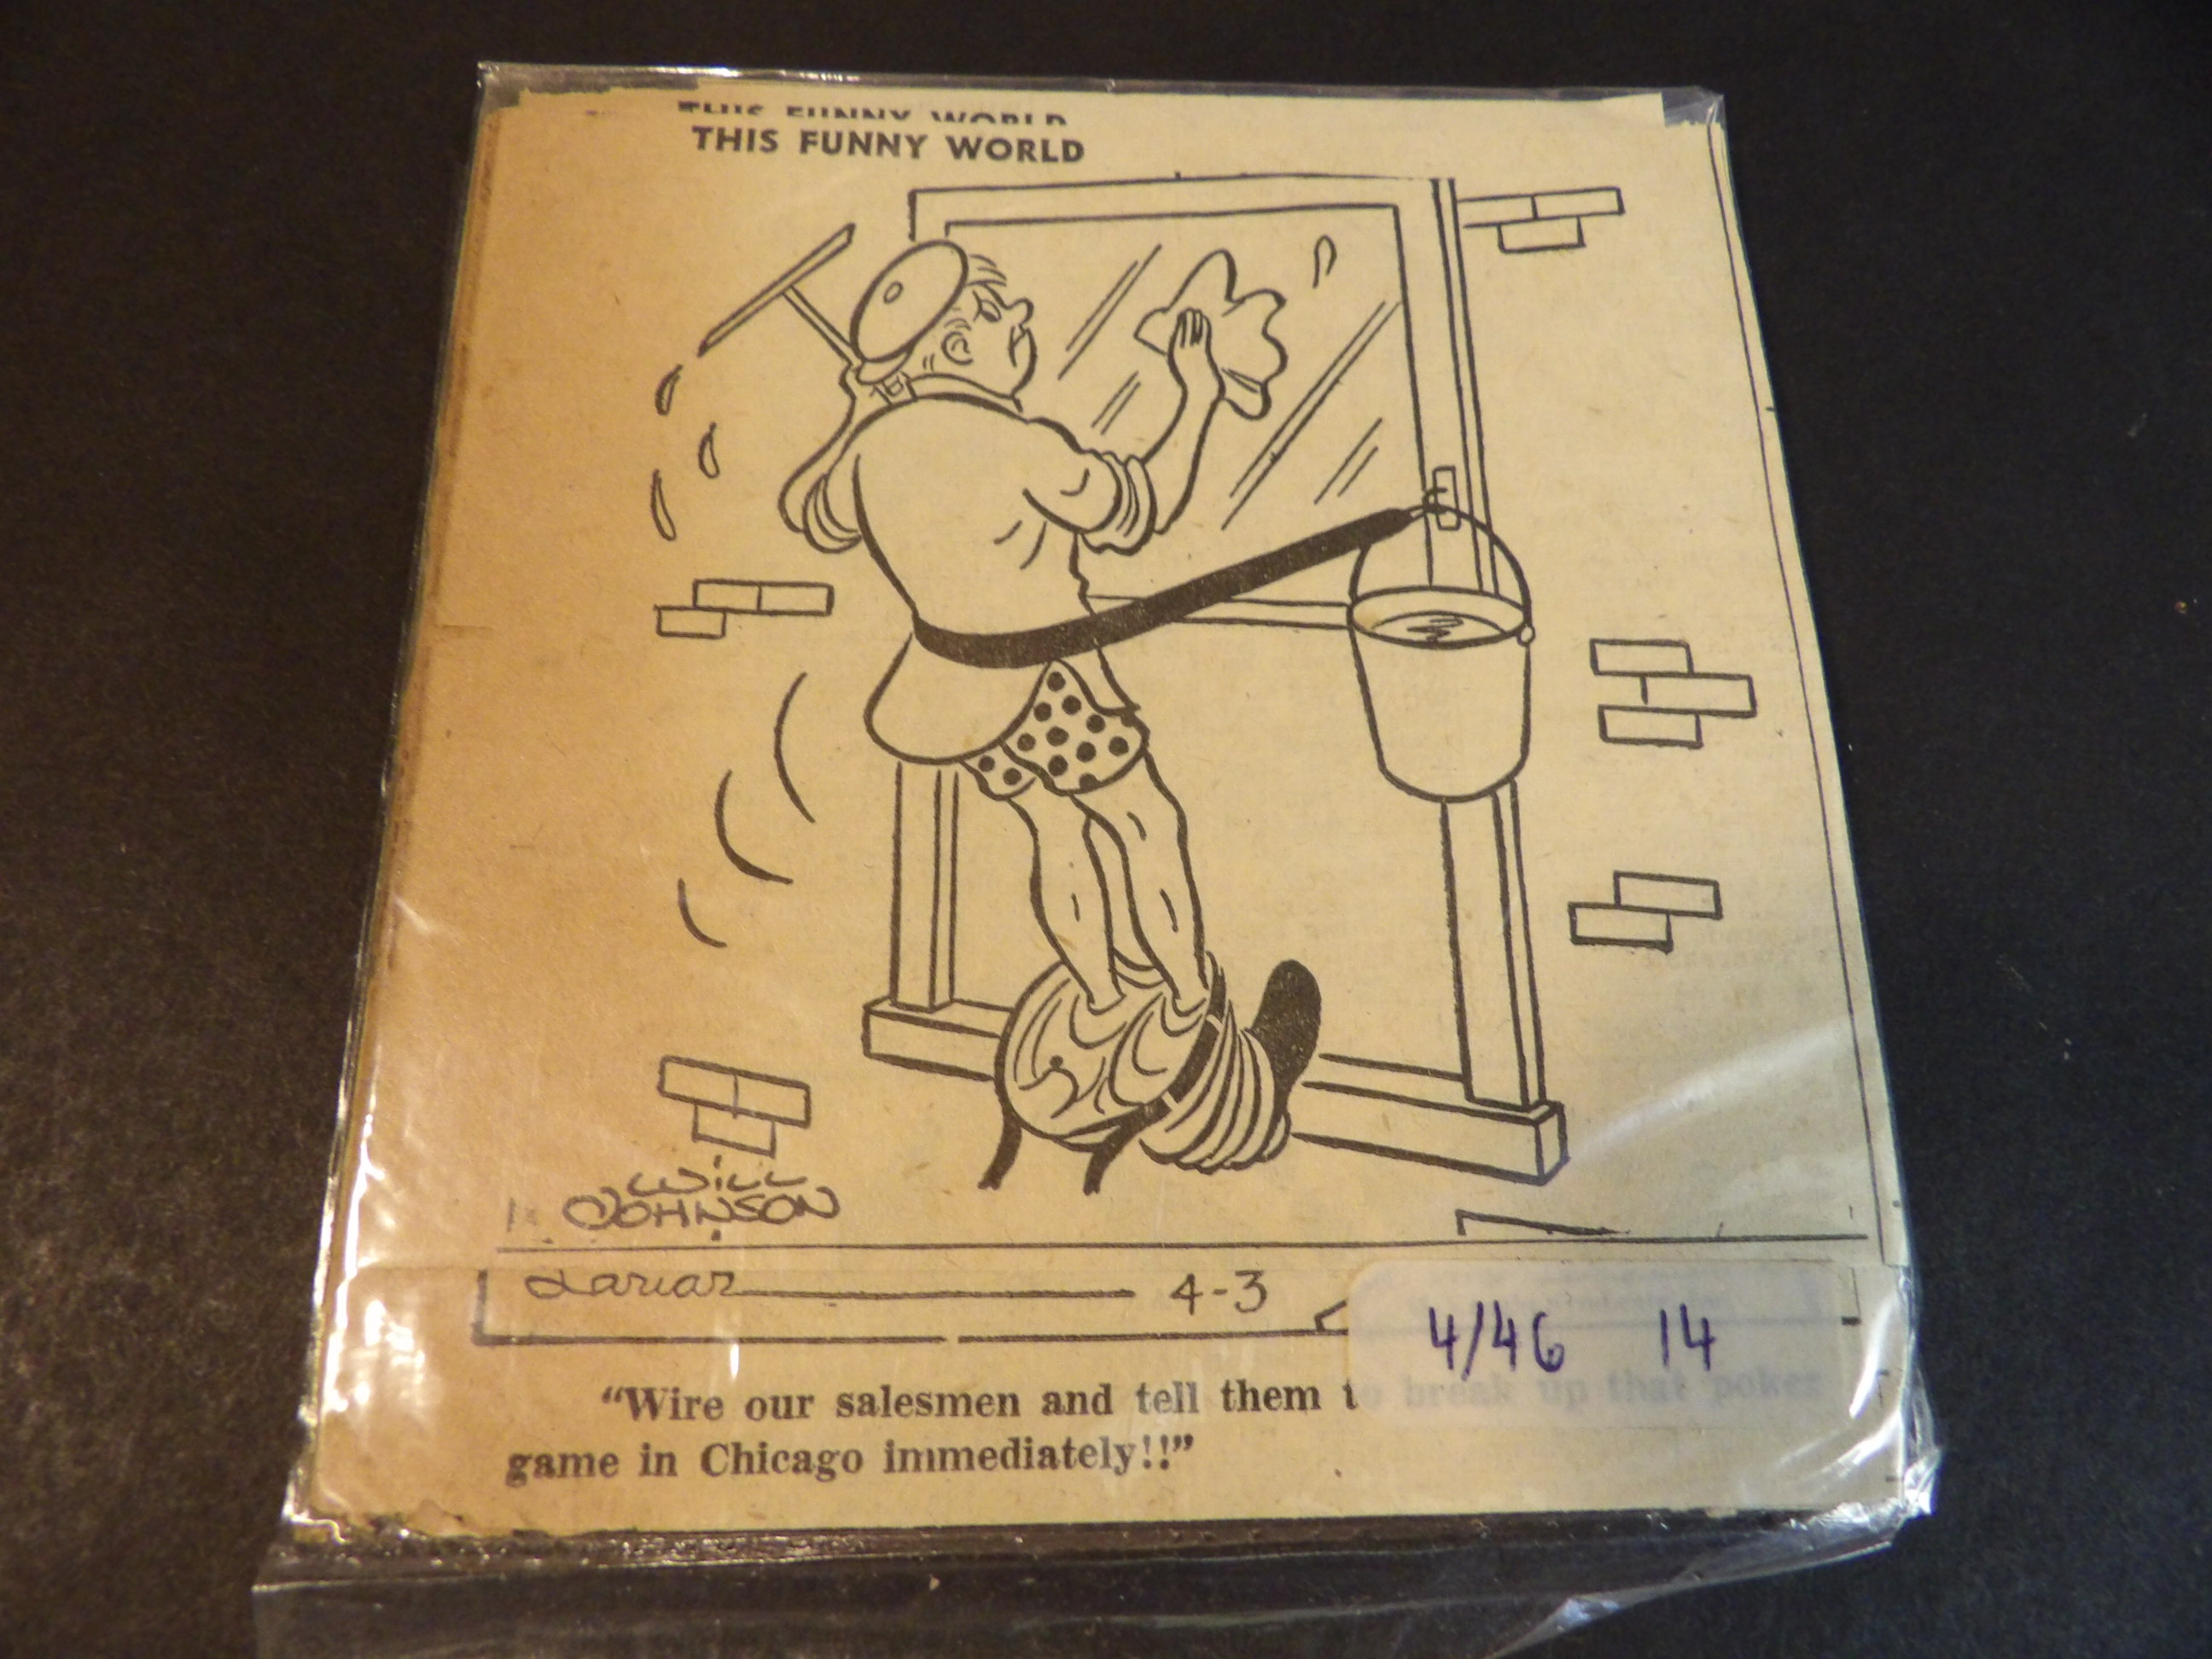 THIS FUNNY WORLD
THIS FUNNY WORLD
WiLL
JOHNSON
Lariar 4-3
4/46 14
"Wire our salesmen and tell them to break up that poker
game in Chicago immediately!!"